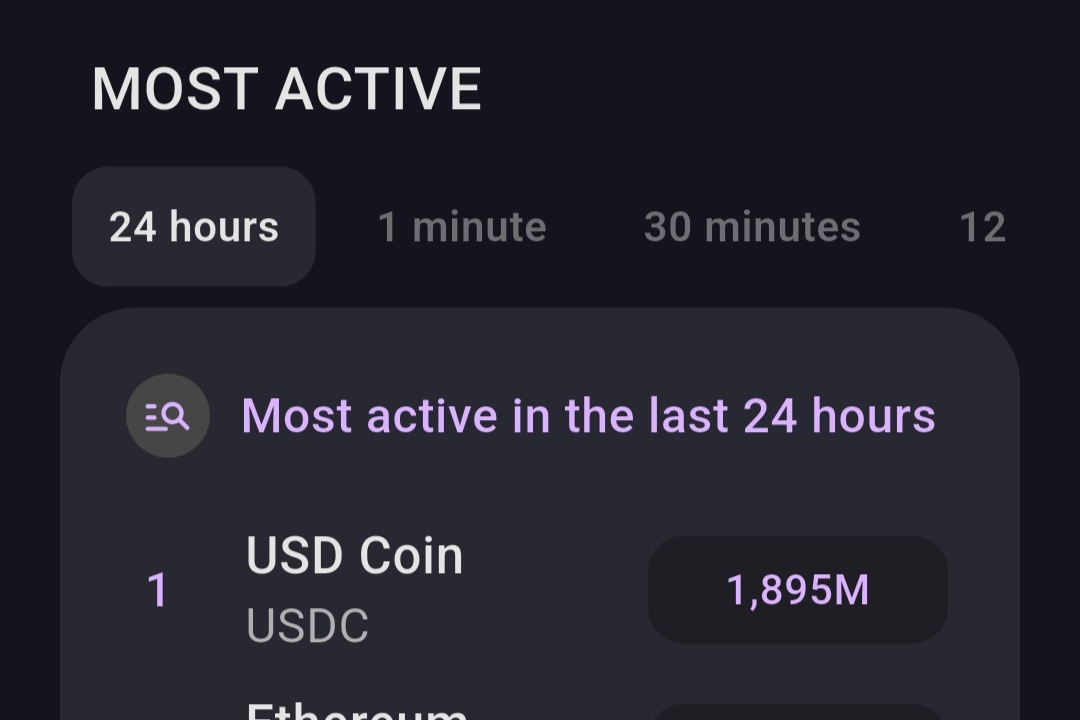 MOST ACTIVE
24 hours 1 minute 30 minutes 12
Most active in the last 24 hours
1 USD Coin 1,895M
USDC
Ethereum